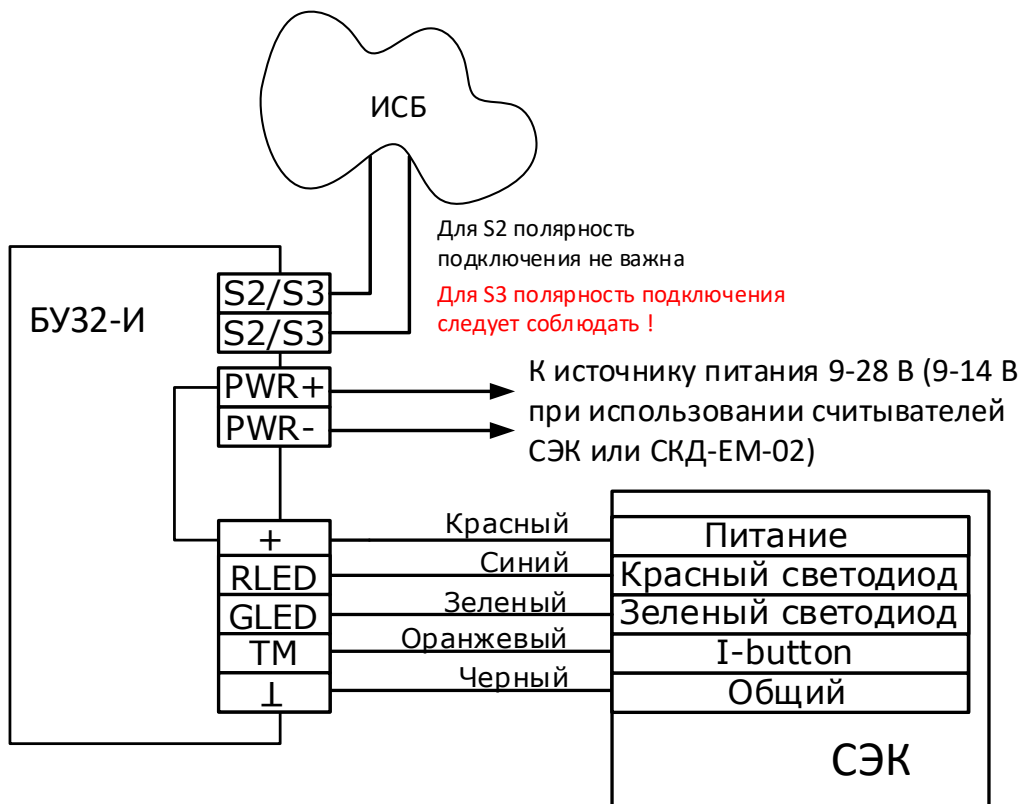 ИСБ
Для S2 полярность
подключения не важна
Для S3 полярность подключения
следует соблюдать !
БУ32-И
S2/S3
S2/S3
PWR+
PWR-
К источнику питания 9-28 В (9-14 В
при использовании считывателей
СЭК или СКД-ЕМ-02)
+
RLED
GLED
TM
⊥
Красный
Синий
Зеленый
Оранжевый
Черный
Питание
Красный светодиод
Зеленый светодиод
I-button
Общий
СЭК